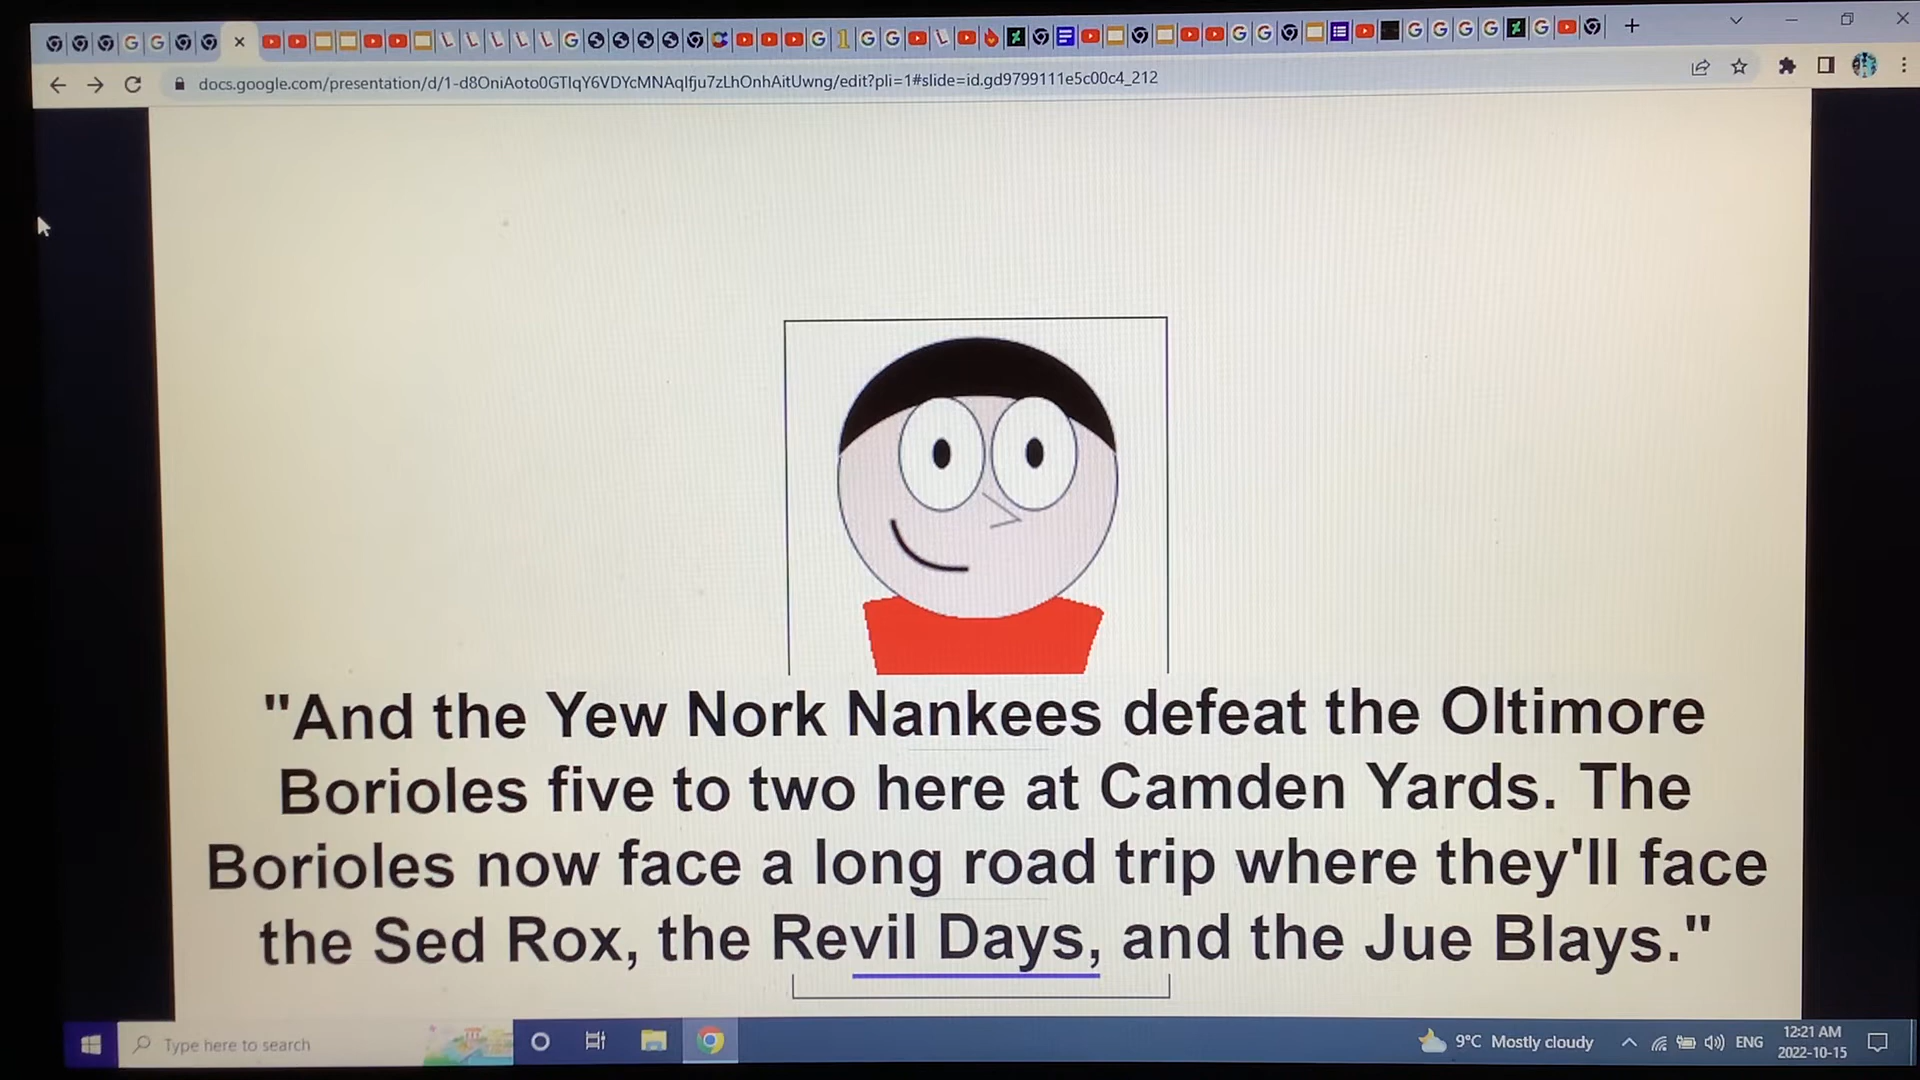 docs.google.com/presentation/d/1-d8OniAoto0GTlqY6VDYcMNAqlfju7zLhOnhAitUwng/edit?pli=1#slide=id.gd9799111e5c00c4_212
"And the Yew Nork Nankees defeat the Oltimore
Borioles five to two here at Camden Yards. The
Borioles now face a long road trip where they'll face
the Sed Rox, the Revil Days, and the Jue Blays."
Type here to search
9°C Mostly cloudy
ENG
12:21 AM
2022-10-15